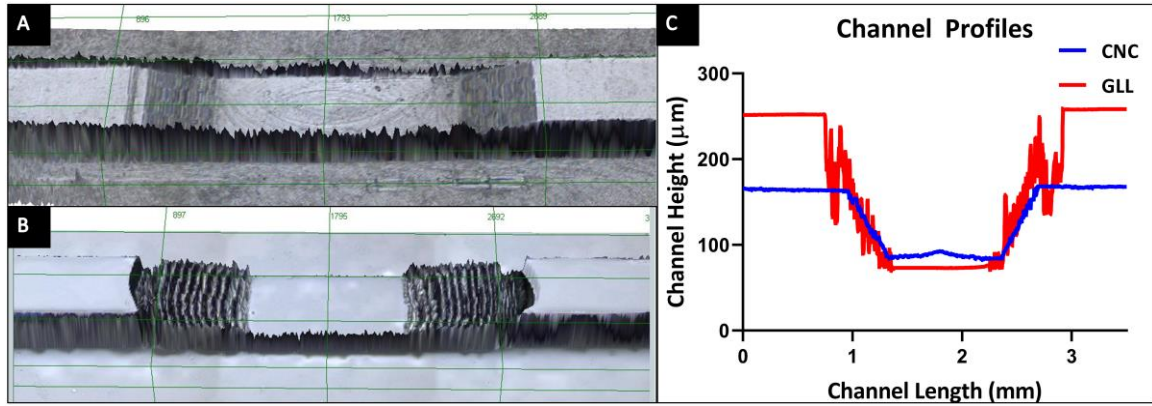 A
896
1793
2689
B
897
1795
2692
3
C
Channel Profiles
CNC
GLL
Channel Height (μm)
300
200
100
0
0
1
2
3
Channel Length (mm)